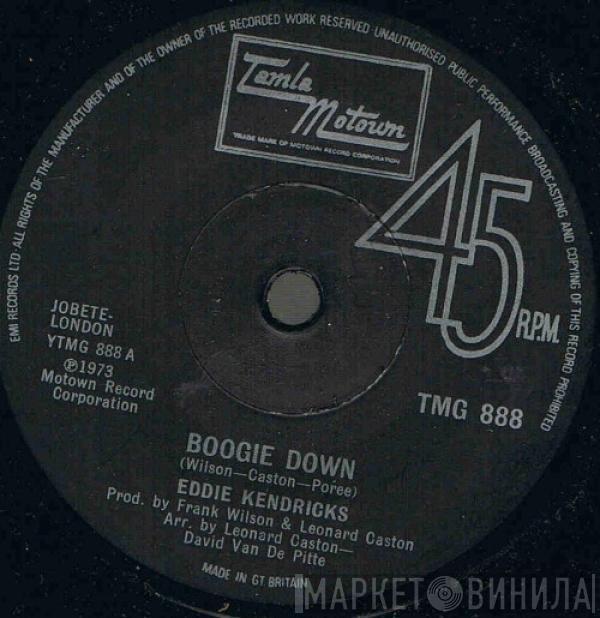 EMI RECORDS LTD·ALL RIGHTS OF THE MANUFACTURER AND OF THE OWNER OF THE RECORDED WORK RESERVED·UNAUTHORISED PUBLIC PERFORMANCE BROADCASTING AND COPYING OF THIS RECORD PROHIBITED
Tamla
Motown
TRADE MARK OF MOTOWN RECORD CORPORATION
45
R.P.M.
JOBETE-
LONDON
YTMG 888 A
℗1973
Motown Record
Corporation
TMG 888
BOOGIE DOWN
(Wilson—Caston—Poree)
EDDIE KENDRICKS
Prod. by Frank Wilson & Leonard Caston
Arr. by Leonard Caston—
David Van De Pitte
MADE IN GT BRITAIN
МАРКЕТ ВИНИЛА